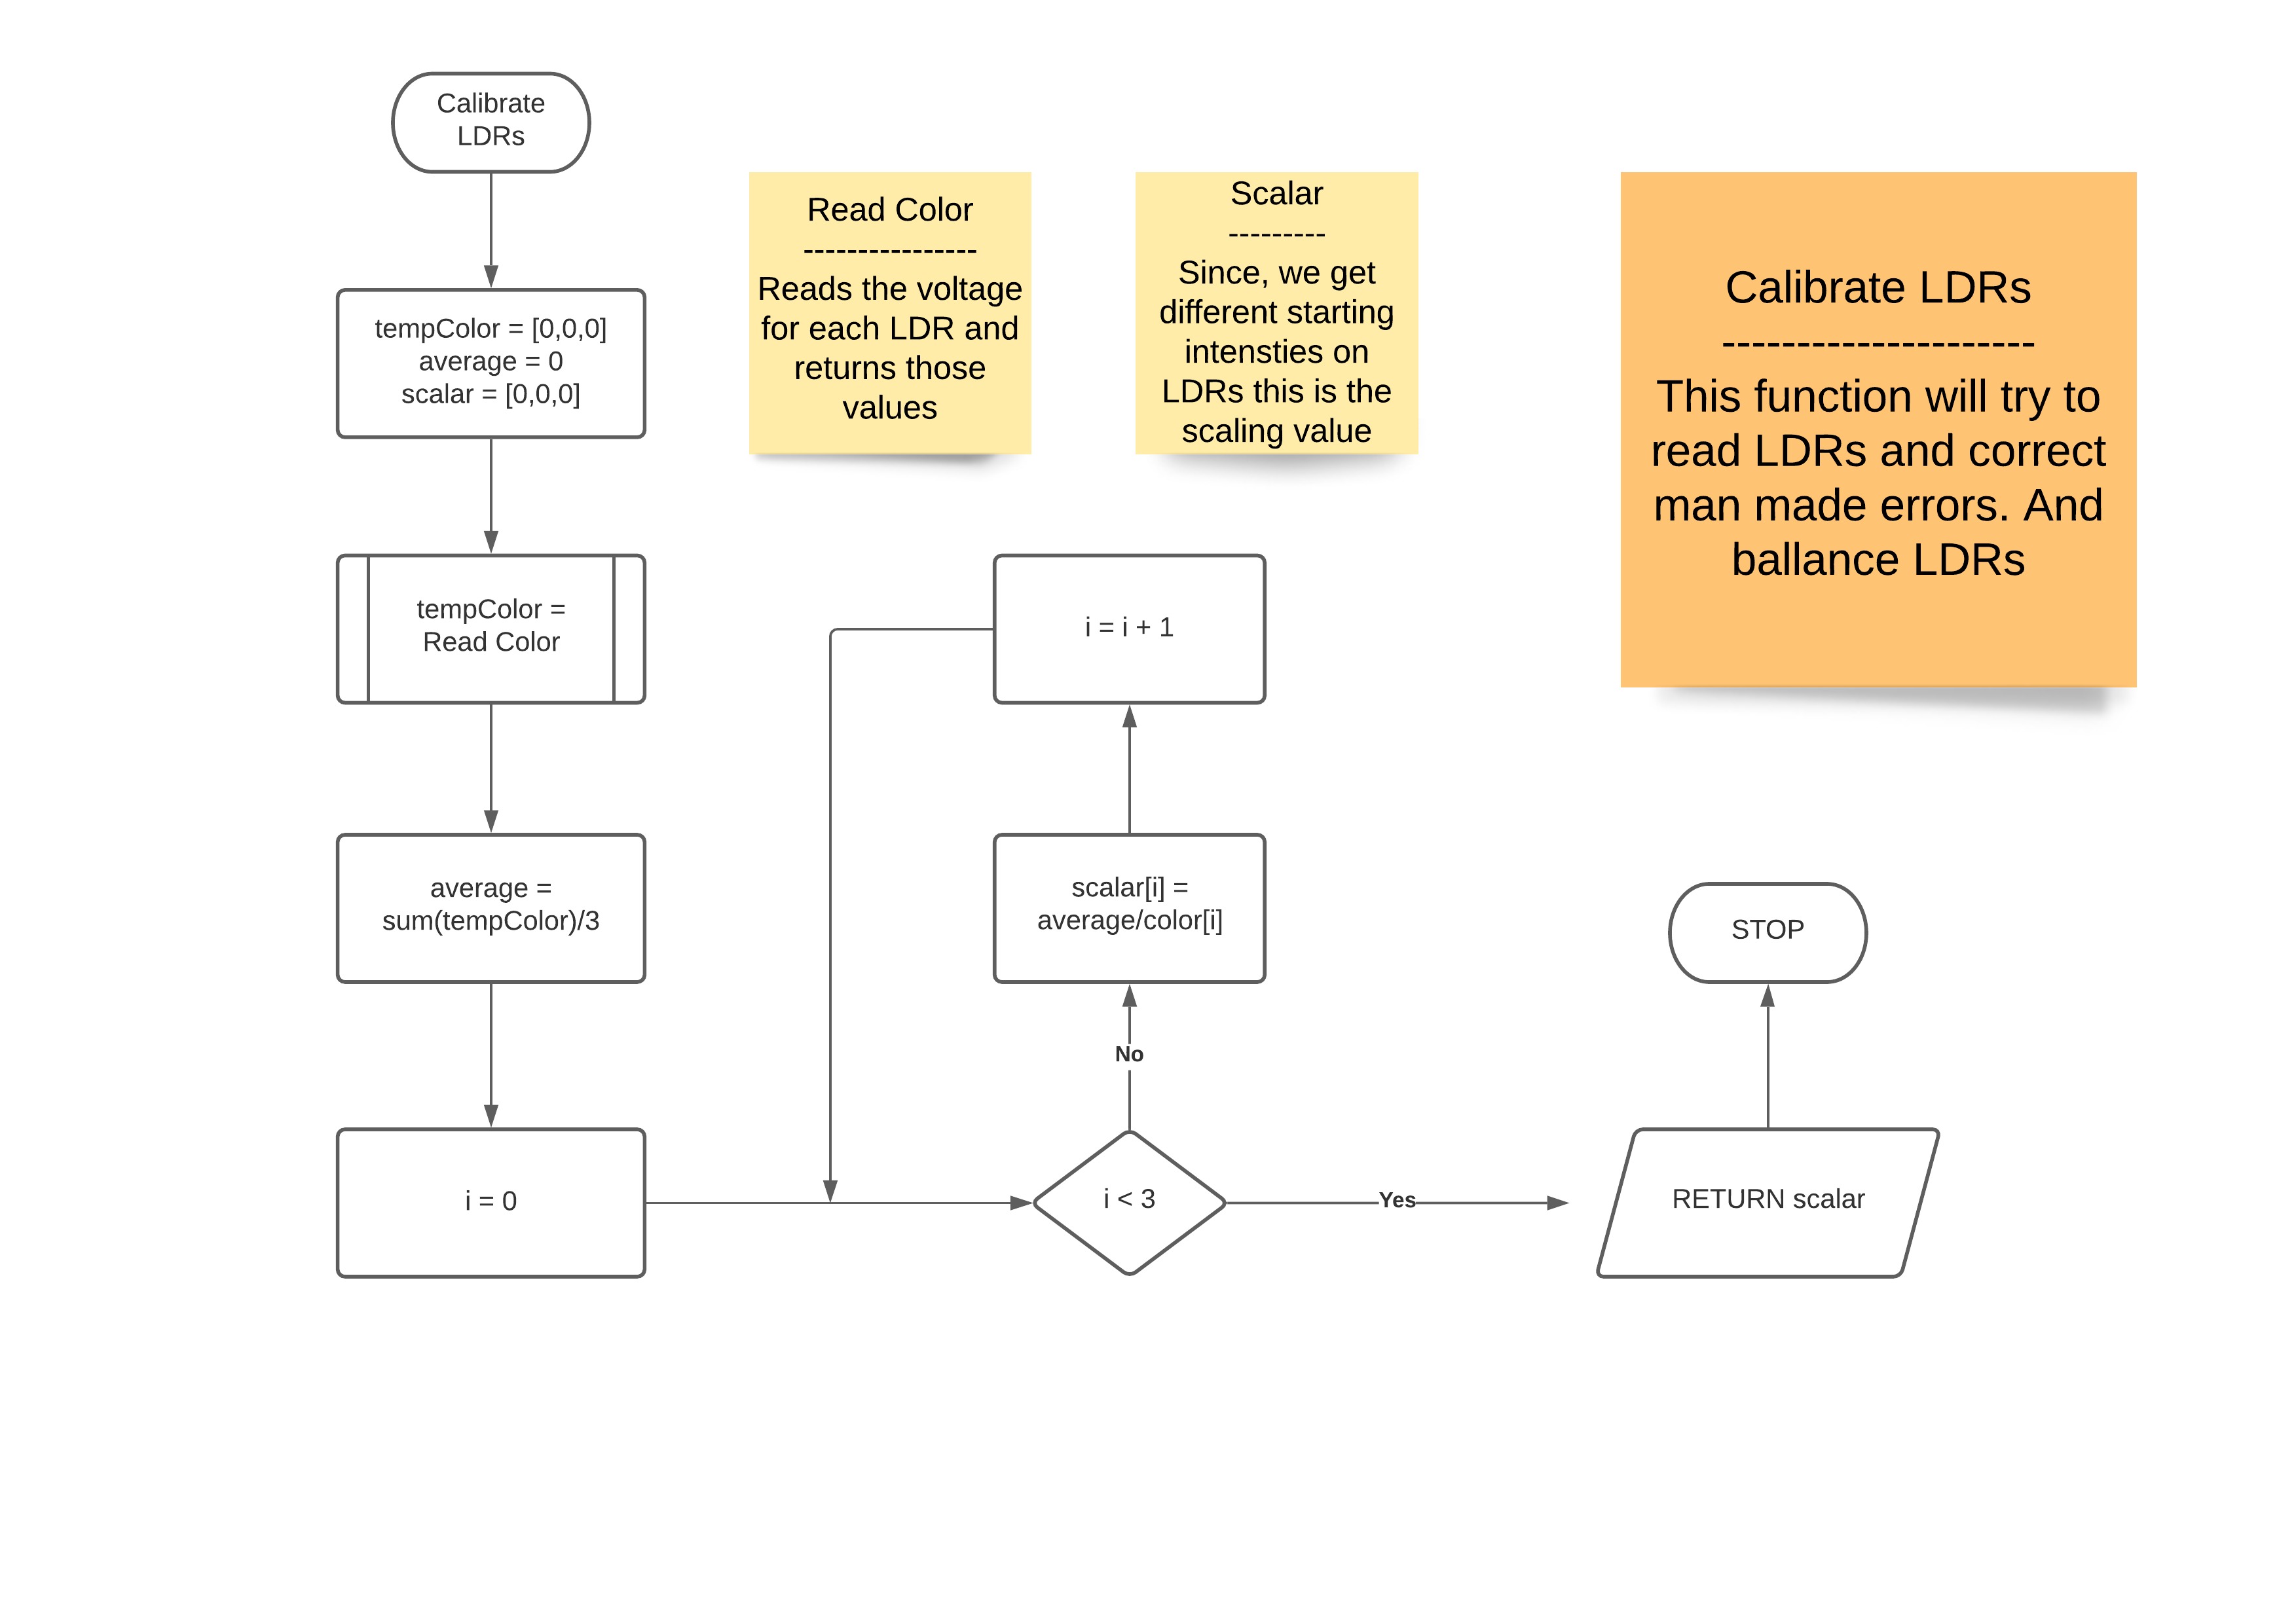 Calibrate
LDRs
tempColor = [0,0,0]
average = 0
scalar = [0,0,0]
tempColor =
Read Color
average =
sum(tempColor)/3
i = 0
Read Color
----------------
Reads the voltage
for each LDR and
returns those
values
Scalar
---------
Since, we get
different starting
intensties on
LDRs this is the
scaling value
i = i + 1
scalar[i] =
average/color[i]
No
i < 3
Yes
Calibrate LDRs
---------------------
This function will try to
read LDRs and correct
man made errors. And
ballance LDRs
STOP
RETURN scalar